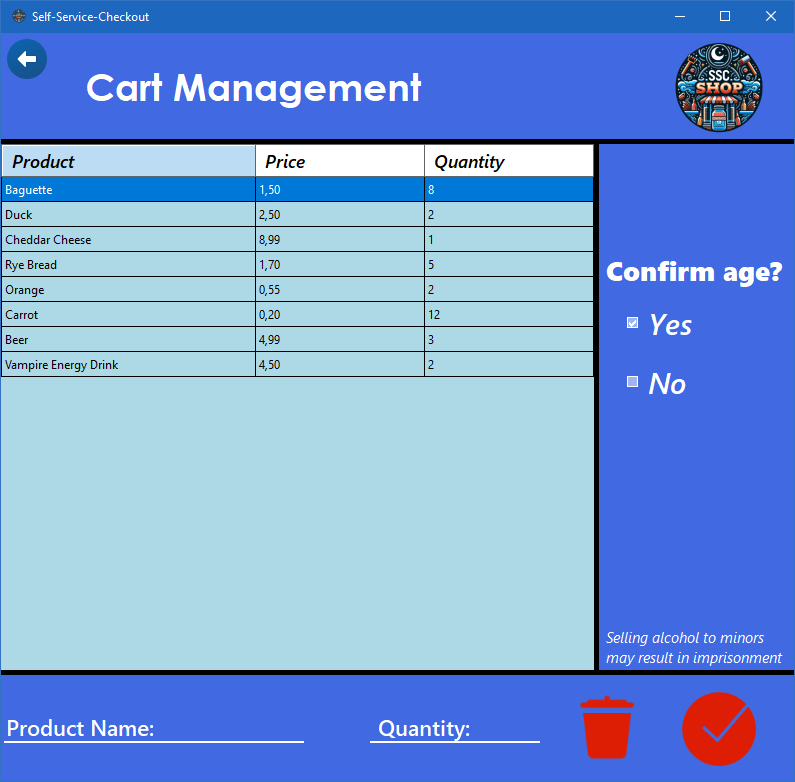 Self-Service-Checkout
Cart Management
SSC
SHOP
Product Price Quantity
Baguette 1,50 8
Duck 2,50 2
Cheddar Cheese 8,99 1
Rye Bread 1,70 5
Orange 0,55 2
Carrot 0,20 12
Beer 4,99 3
Vampire Energy Drink 4,50 2
Confirm age?
Yes
No
Selling alcohol to minors
may result in imprisonment
Product Name: Quantity: